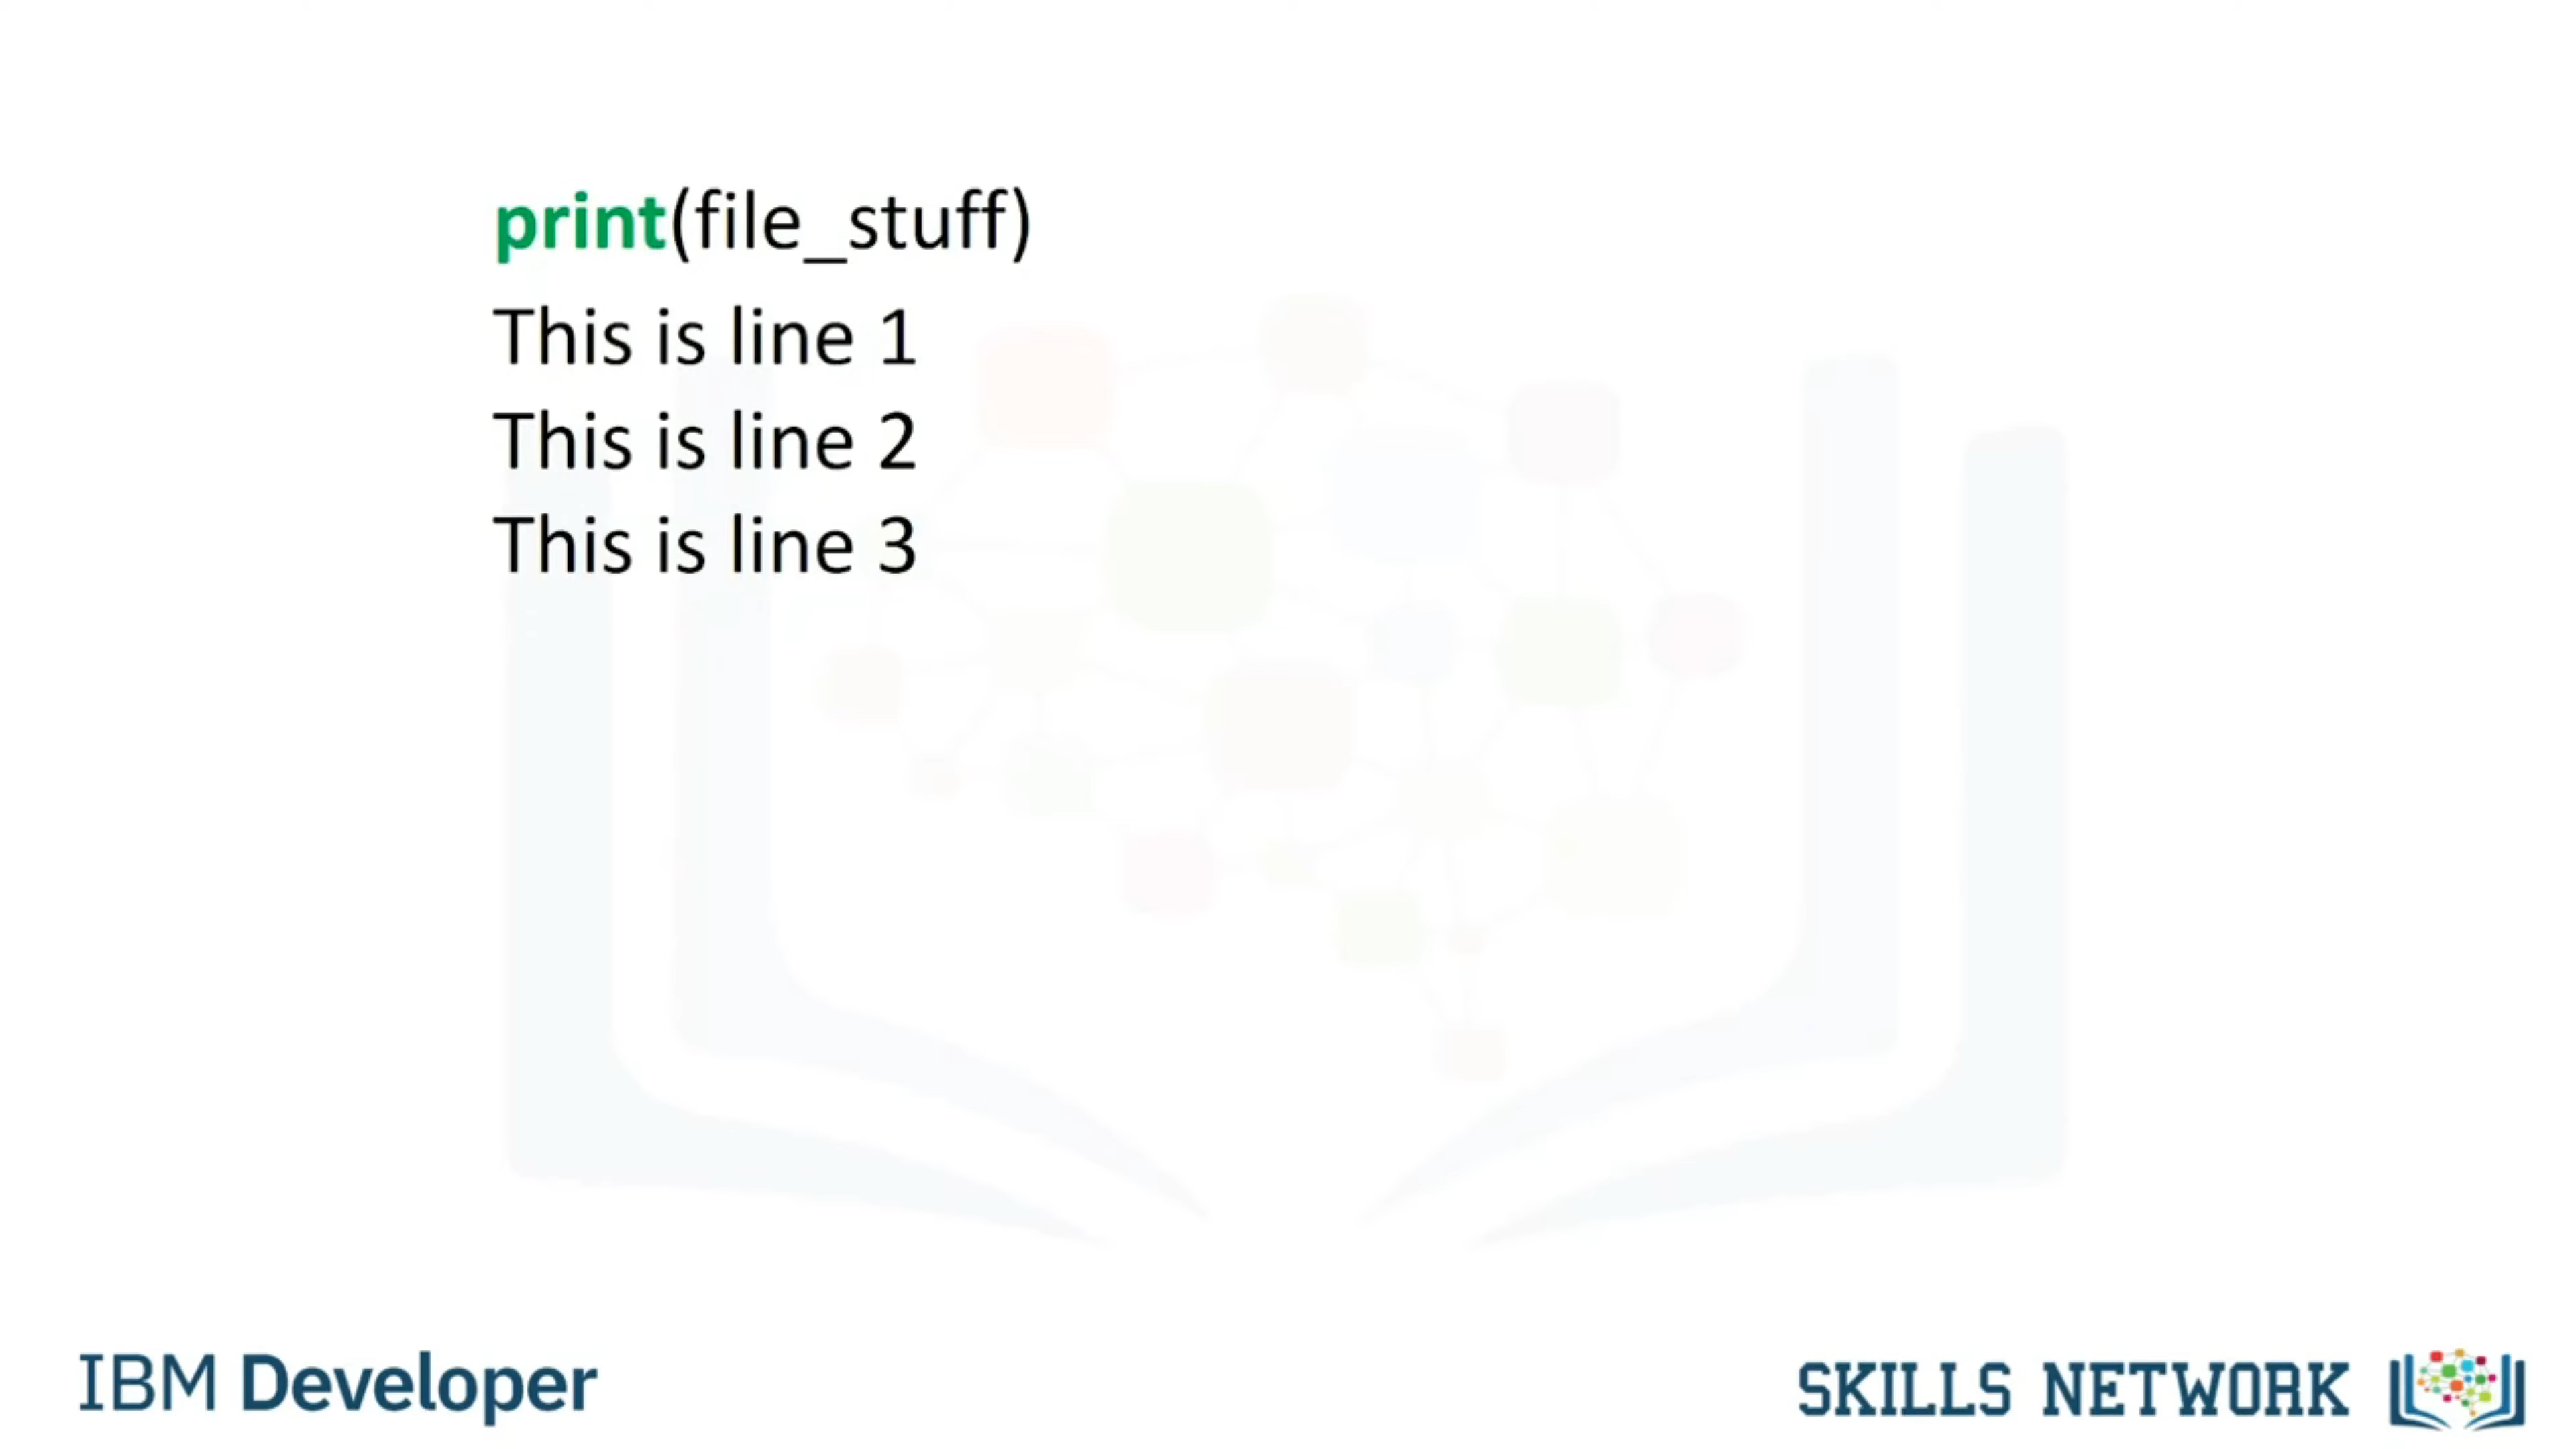 print(file_stuff)
This is line 1
This is line 2
This is line 3
IBM Developer
SKILLS NETWORK